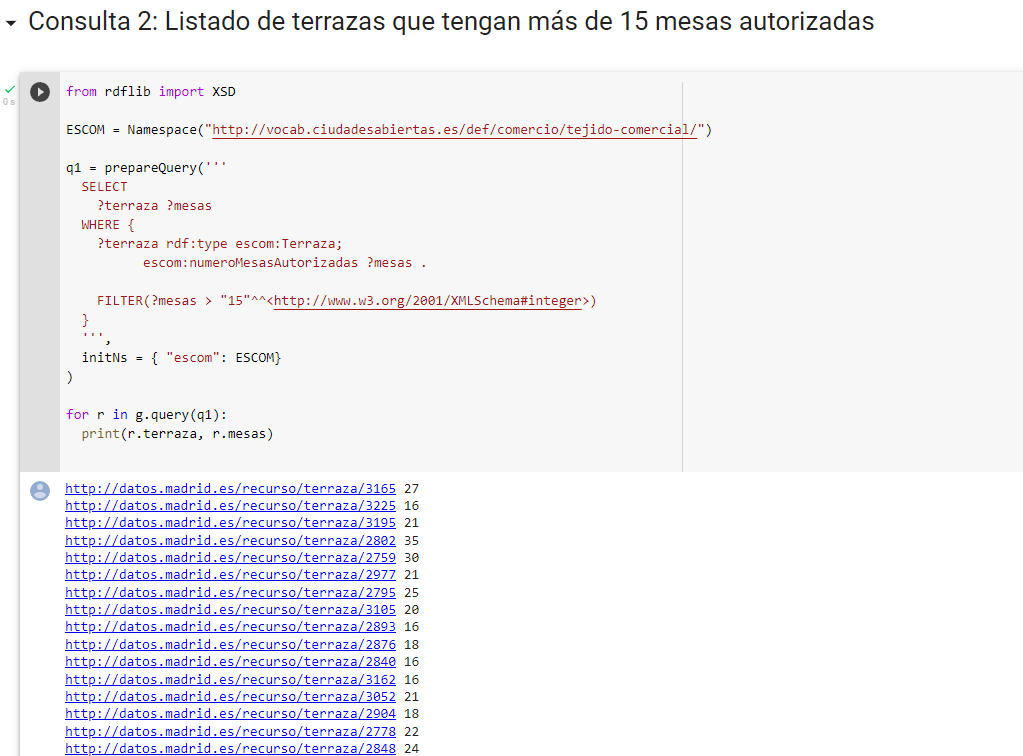 Consulta 2: Listado de terrazas que tengan más de 15 mesas autorizadas
0 s
from rdflib import XSD
ESCOM = Namespace("http://vocab.ciudadesabiertas.es/def/comercio/tejido-comercial/")
q1 = prepareQuery('''
SELECT
?terraza ?mesas
WHERE {
?terraza rdf:type escom:Terraza;
escom:numeroMesasAutorizadas ?mesas .
FILTER(?mesas > "15"^^<http://www.w3.org/2001/XMLSchema#integer>)
}
''',
initNs = { "escom": ESCOM}
)
for r in g.query(q1):
print(r.terraza, r.mesas)
http://datos.madrid.es/recurso/terraza/3165 27
http://datos.madrid.es/recurso/terraza/3225 16
http://datos.madrid.es/recurso/terraza/3195 21
http://datos.madrid.es/recurso/terraza/2802 35
http://datos.madrid.es/recurso/terraza/2759 30
http://datos.madrid.es/recurso/terraza/2977 21
http://datos.madrid.es/recurso/terraza/2795 25
http://datos.madrid.es/recurso/terraza/3105 20
http://datos.madrid.es/recurso/terraza/2893 16
http://datos.madrid.es/recurso/terraza/2876 18
http://datos.madrid.es/recurso/terraza/2840 16
http://datos.madrid.es/recurso/terraza/3162 16
http://datos.madrid.es/recurso/terraza/3052 21
http://datos.madrid.es/recurso/terraza/2904 18
http://datos.madrid.es/recurso/terraza/2778 22
http://datos.madrid.es/recurso/terraza/2848 24